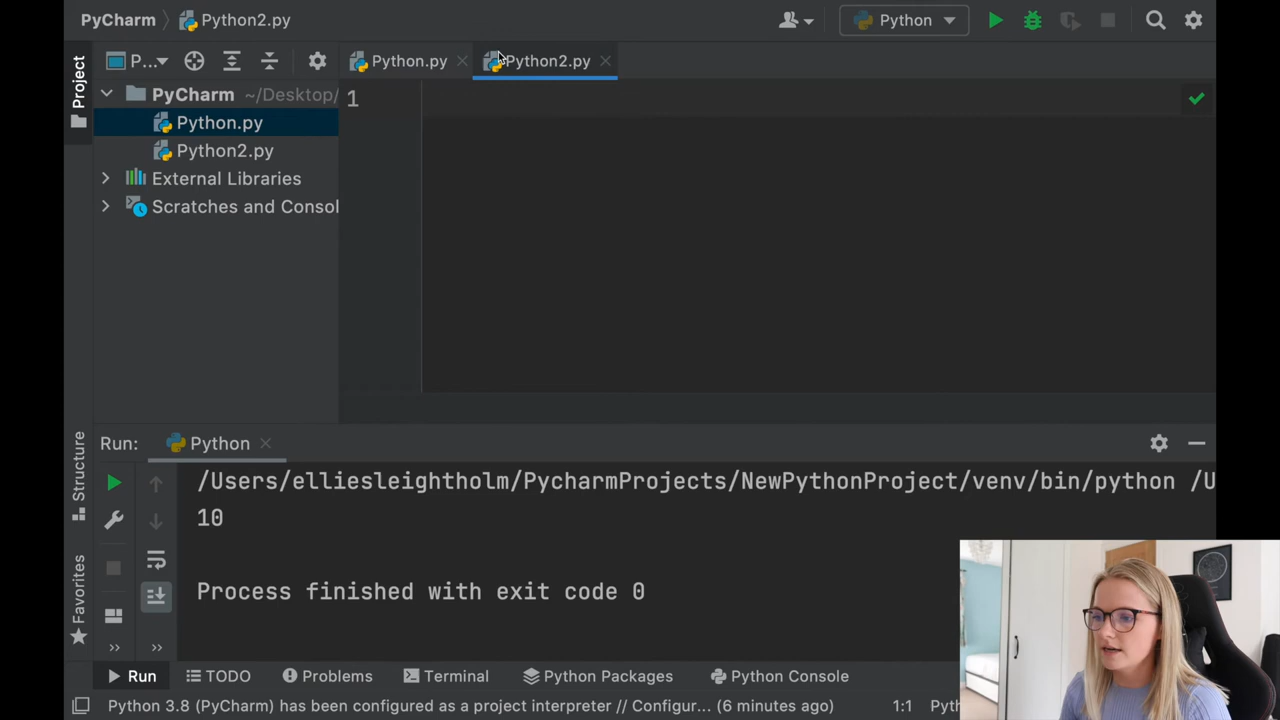 PyCharm Python2.py
Python
Project
P...
Python.py
Python2.py
PyCharm ~/Desktop/
Python.py
Python2.py
External Libraries
Scratches and Consol
1
Structure
Favorites
Run: Python
/Users/elliesleightholm/PycharmProjects/NewPythonProject/venv/bin/python /U
10
Process finished with exit code 0
Run TODO Problems Terminal Python Packages Python Console
Python 3.8 (PyCharm) has been configured as a project interpreter // Configur... (6 minutes ago) 1:1 Pyth